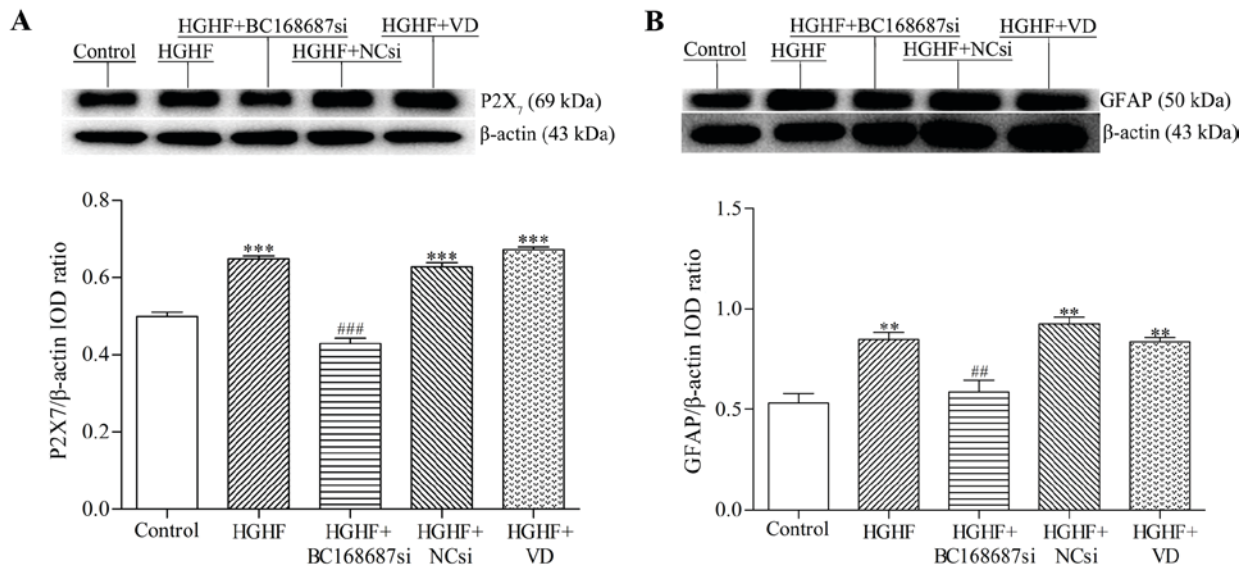 A
HGHF+BC168687si
HGHF+VD
Control
HGHF
HGHF+NCsi
P2X₇ (69 kDa)
β-actin (43 kDa)
P2X7/β-actin IOD ratio
0.8
0.6
0.4
0.2
0.0
***
###
***
***
Control
HGHF
HGHF+
BC168687si
HGHF+
NCsi
HGHF+
VD
B
HGHF+BC168687si
HGHF+VD
Control
HGHF
HGHF+NCsi
GFAP (50 kDa)
β-actin (43 kDa)
GFAP/β-actin IOD ratio
1.5
1.0
0.5
0.0
**
##
**
**
Control
HGHF
HGHF+
BC168687si
HGHF+
NCsi
HGHF+
VD